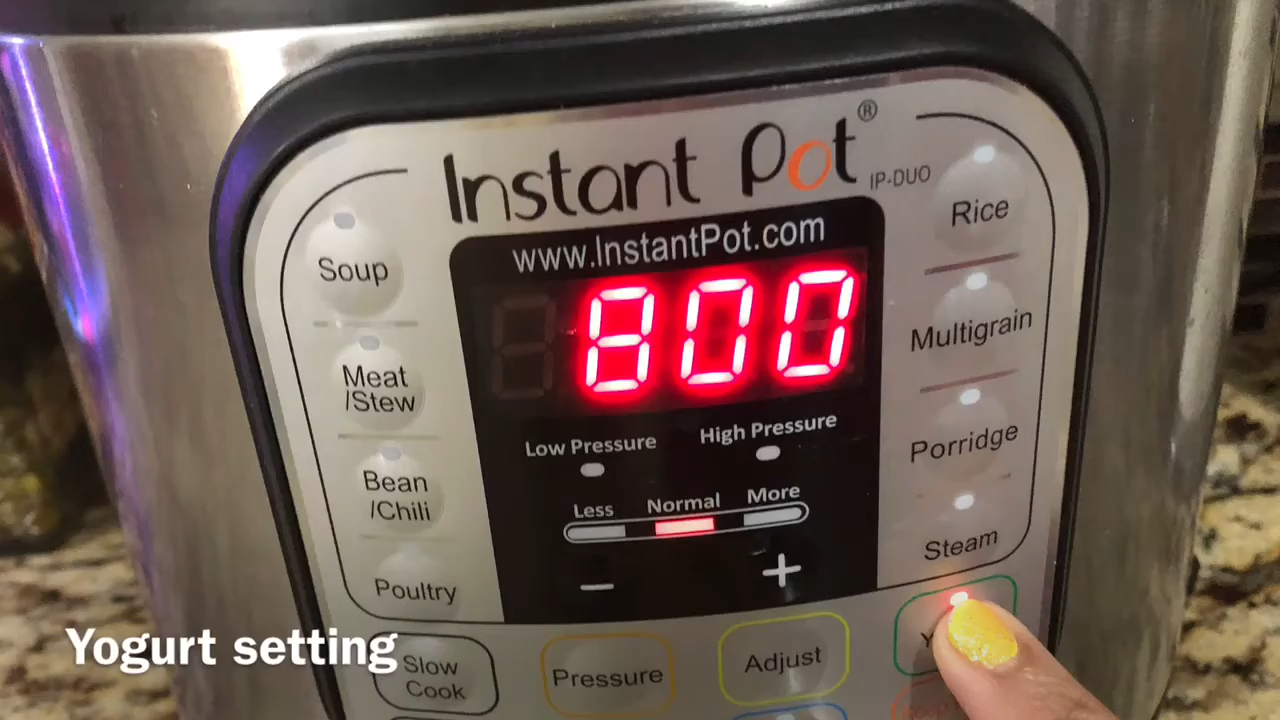 Instant Pot®
IP-DUO
www.InstantPot.com
800
Low Pressure
High Pressure
Less
Normal
More
−
+
Soup
Meat
/Stew
Bean
/Chili
Poultry
Rice
Multigrain
Porridge
Steam
Slow
Cook
Pressure
Adjust
Yogurt setting